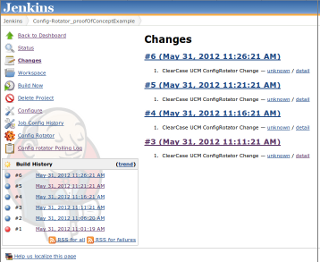 Jenkins
Jenkins Config-Rotator_proofOfConceptExample
Back to Dashboard
Status
Changes
Workspace
Build Now
Delete Project
Configure
Job Config History
Config Rotator
Config rotator Polling Log
Build History (trend)
#6 May 31, 2012 11:26:21 AM
#5 May 31, 2012 11:21:21 AM
#4 May 31, 2012 11:16:21 AM
#3 May 31, 2012 11:11:21 AM
#2 May 31, 2012 11:06:20 AM
#1 May 31, 2012 11:01:19 AM
RSS for all RSS for failures
Changes
#6 (May 31, 2012 11:26:21 AM)
1. ClearCase UCM ConfigRotator Change — unknown / detail
#5 (May 31, 2012 11:21:21 AM)
1. ClearCase UCM ConfigRotator Change — unknown / detail
#4 (May 31, 2012 11:16:21 AM)
1. ClearCase UCM ConfigRotator Change — unknown / detail
#3 (May 31, 2012 11:11:21 AM)
1. ClearCase UCM ConfigRotator Change — unknown / detail
Help us localize this page